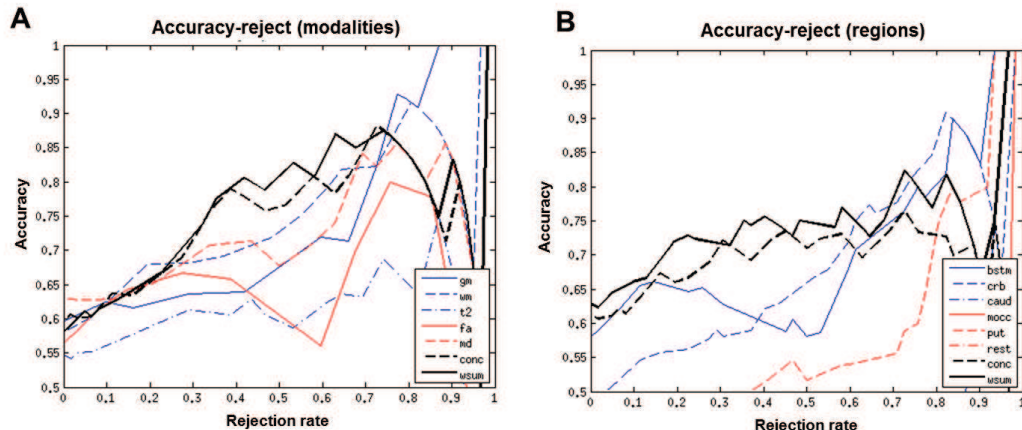 A
Accuracy-reject (modalities)
1
0.95
0.9
0.85
0.8
0.75
0.7
0.65
0.6
0.55
0.5
Accuracy
0 0.1 0.2 0.3 0.4 0.5 0.6 0.7 0.8 0.9 1
Rejection rate
gm
wm
t2
fa
md
conc
wsum
B
Accuracy-reject (regions)
1
0.95
0.9
0.85
0.8
0.75
0.7
0.65
0.6
0.55
0.5
Accuracy
0 0.1 0.2 0.3 0.4 0.5 0.6 0.7 0.8 0.9 1
Rejection rate
bstm
crb
caud
mocc
put
rest
conc
wsum